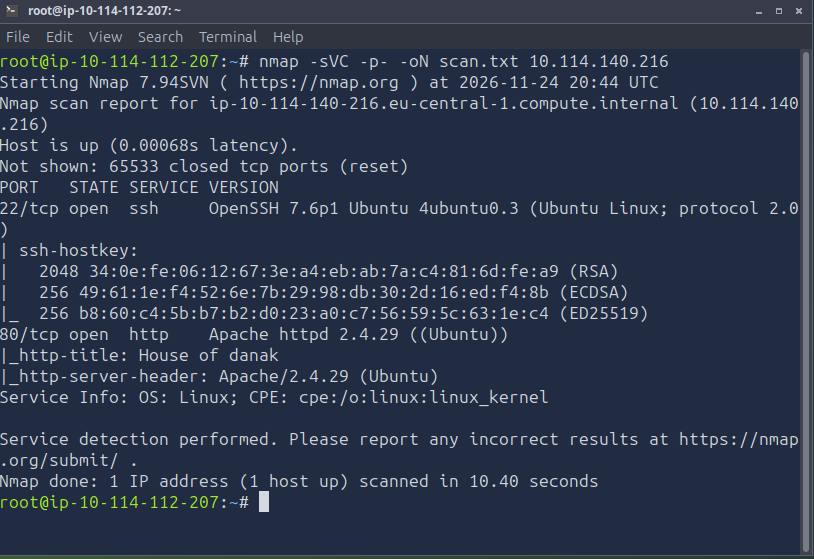 root@ip-10-114-112-207: ~
File Edit View Search Terminal Help
root@ip-10-114-112-207:~# nmap -sVC -p- -oN scan.txt 10.114.140.216
Starting Nmap 7.94SVN ( https://nmap.org ) at 2026-11-24 20:44 UTC
Nmap scan report for ip-10-114-140-216.eu-central-1.compute.internal (10.114.140
.216)
Host is up (0.00068s latency).
Not shown: 65533 closed tcp ports (reset)
PORT   STATE SERVICE VERSION
22/tcp open  ssh     OpenSSH 7.6p1 Ubuntu 4ubuntu0.3 (Ubuntu Linux; protocol 2.0
)
| ssh-hostkey:
|   2048 34:0e:fe:06:12:67:3e:a4:eb:ab:7a:c4:81:6d:fe:a9 (RSA)
|   256 49:61:1e:f4:52:6e:7b:29:98:db:30:2d:16:ed:f4:8b (ECDSA)
|_  256 b8:60:c4:5b:b7:b2:d0:23:a0:c7:56:59:5c:63:1e:c4 (ED25519)
80/tcp open  http    Apache httpd 2.4.29 ((Ubuntu))
|_http-title: House of danak
|_http-server-header: Apache/2.4.29 (Ubuntu)
Service Info: OS: Linux; CPE: cpe:/o:linux:linux_kernel

Service detection performed. Please report any incorrect results at https://nmap
.org/submit/ .
Nmap done: 1 IP address (1 host up) scanned in 10.40 seconds
root@ip-10-114-112-207:~#